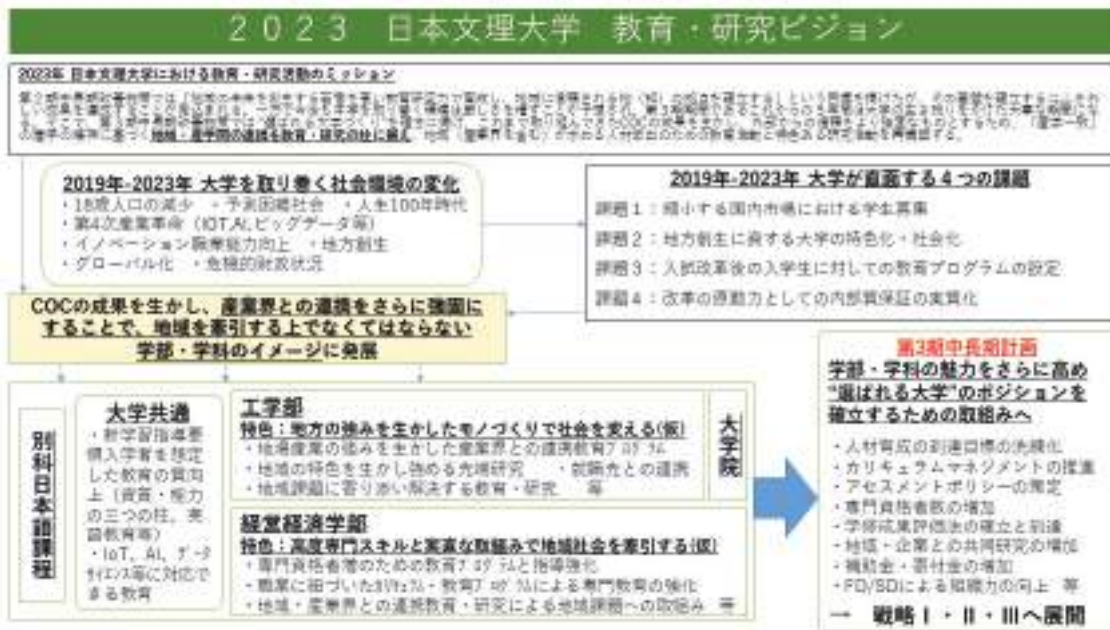 2023 日本文理大学 教育・研究ビジョン
2023年 日本文理大学における教育・研究活動のミッション
地域・産学間の連携を教育・研究の柱に据え
2019年-2023年 大学を取り巻く社会環境の変化
・18歳人口の減少 ・予測困難社会 ・人生100年時代
・第4次産業革命（IOT,AI,ビッグデータ等）
・イノベーション職業能力向上 ・地方創生
・グローバル化 ・危機的財政状況
2019年-2023年 大学が直面する4つの課題
課題1：縮小する国内市場における学生募集
課題2：地方創生に資する大学の特色化・社会化
課題3：入試改革後の入学生に対しての教育プログラムの設定
課題4：改革の原動力としての内部質保証の実質化
COCの成果を生かし、産業界との連携をさらに強固に
することで、地域を牽引する上でなくてはならない
学部・学科のイメージに発展
別科日本語課程
大学共通
・新学習指導要
領入学者を想定
した教育の質向
上（資質・能力
の三つの柱、英
語教育等）
・IoT、AI、データ
サイエンス等に対応で
きる教育
工学部
特色：地方の強みを生かしたモノづくりで社会を変える(仮)
・地場産業の強みを生かした産業界との連携教育プログラム
・地域の特色を生かし強める先端研究 ・就職先との連携
・地域課題に寄り添い解決する教育・研究 等
経営経済学部
特色：高度専門スキルと実直な取組みで地域社会を牽引する(仮)
・専門資格者増のための教育プログラムと指導強化
・職業に紐づいたカリキュラム・教育プログラムによる専門教育の強化
・地域・産業界との連携教育・研究による地域課題への取組み 等
大学院
第3期中長期計画
学部・学科の魅力をさらに高め
“選ばれる大学”のポジションを
確立するための取組みへ
・人材育成の到達目標の先鋭化
・カリキュラムマネジメントの推進
・アセスメントポリシーの策定
・専門資格者数の増加
・学修成果評価法の確立と到達
・地域・企業との共同研究の増加
・補助金・寄付金の増加
・FD/SDによる組織力の向上 等
→ 戦略Ⅰ・Ⅱ・Ⅲへ展開